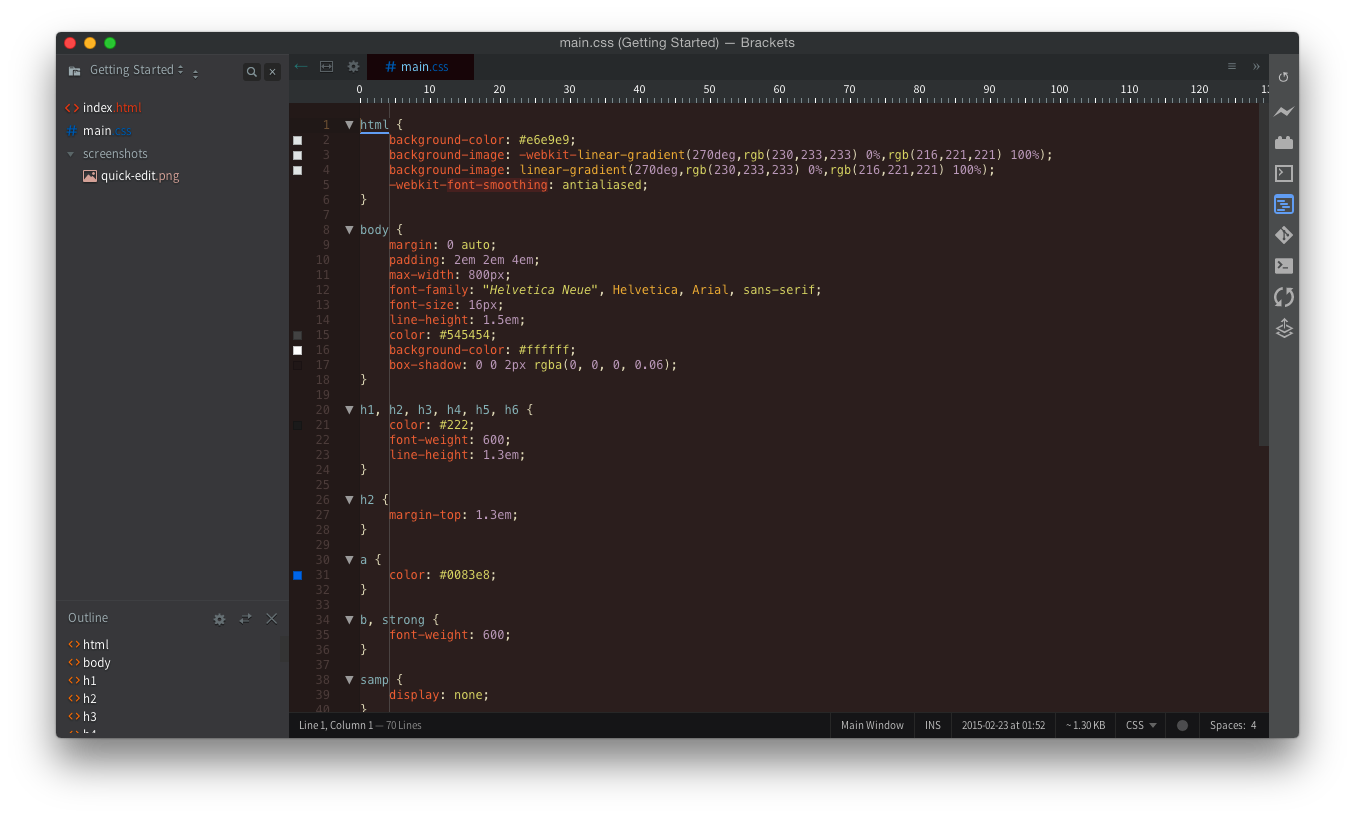 main.css (Getting Started) — Brackets
Getting Started
index.html
main.css
screenshots
quick-edit.png
Outline
html
body
h1
h2
h3
h4
# main.css
0 10 20 30 40 50 60 70 80 90 100 110 120
1 html {
2 background-color: #e6e9e9;
3 background-image: -webkit-linear-gradient(270deg,rgb(230,233,233) 0%,rgb(216,221,221) 100%);
4 background-image: linear-gradient(270deg,rgb(230,233,233) 0%,rgb(216,221,221) 100%);
5 -webkit-font-smoothing: antialiased;
6 }
7
8 body {
9 margin: 0 auto;
10 padding: 2em 2em 4em;
11 max-width: 800px;
12 font-family: "Helvetica Neue", Helvetica, Arial, sans-serif;
13 font-size: 16px;
14 line-height: 1.5em;
15 color: #545454;
16 background-color: #ffffff;
17 box-shadow: 0 0 2px rgba(0, 0, 0, 0.06);
18 }
19
20 h1, h2, h3, h4, h5, h6 {
21 color: #222;
22 font-weight: 600;
23 line-height: 1.3em;
24 }
25
26 h2 {
27 margin-top: 1.3em;
28 }
29
30 a {
31 color: #0083e8;
32 }
33
34 b, strong {
35 font-weight: 600;
36 }
37
38 samp {
39 display: none;
40 }
Line 1, Column 1 — 70 Lines
Main Window INS 2015-02-23 at 01:52 ~ 1.30 KB CSS Spaces: 4